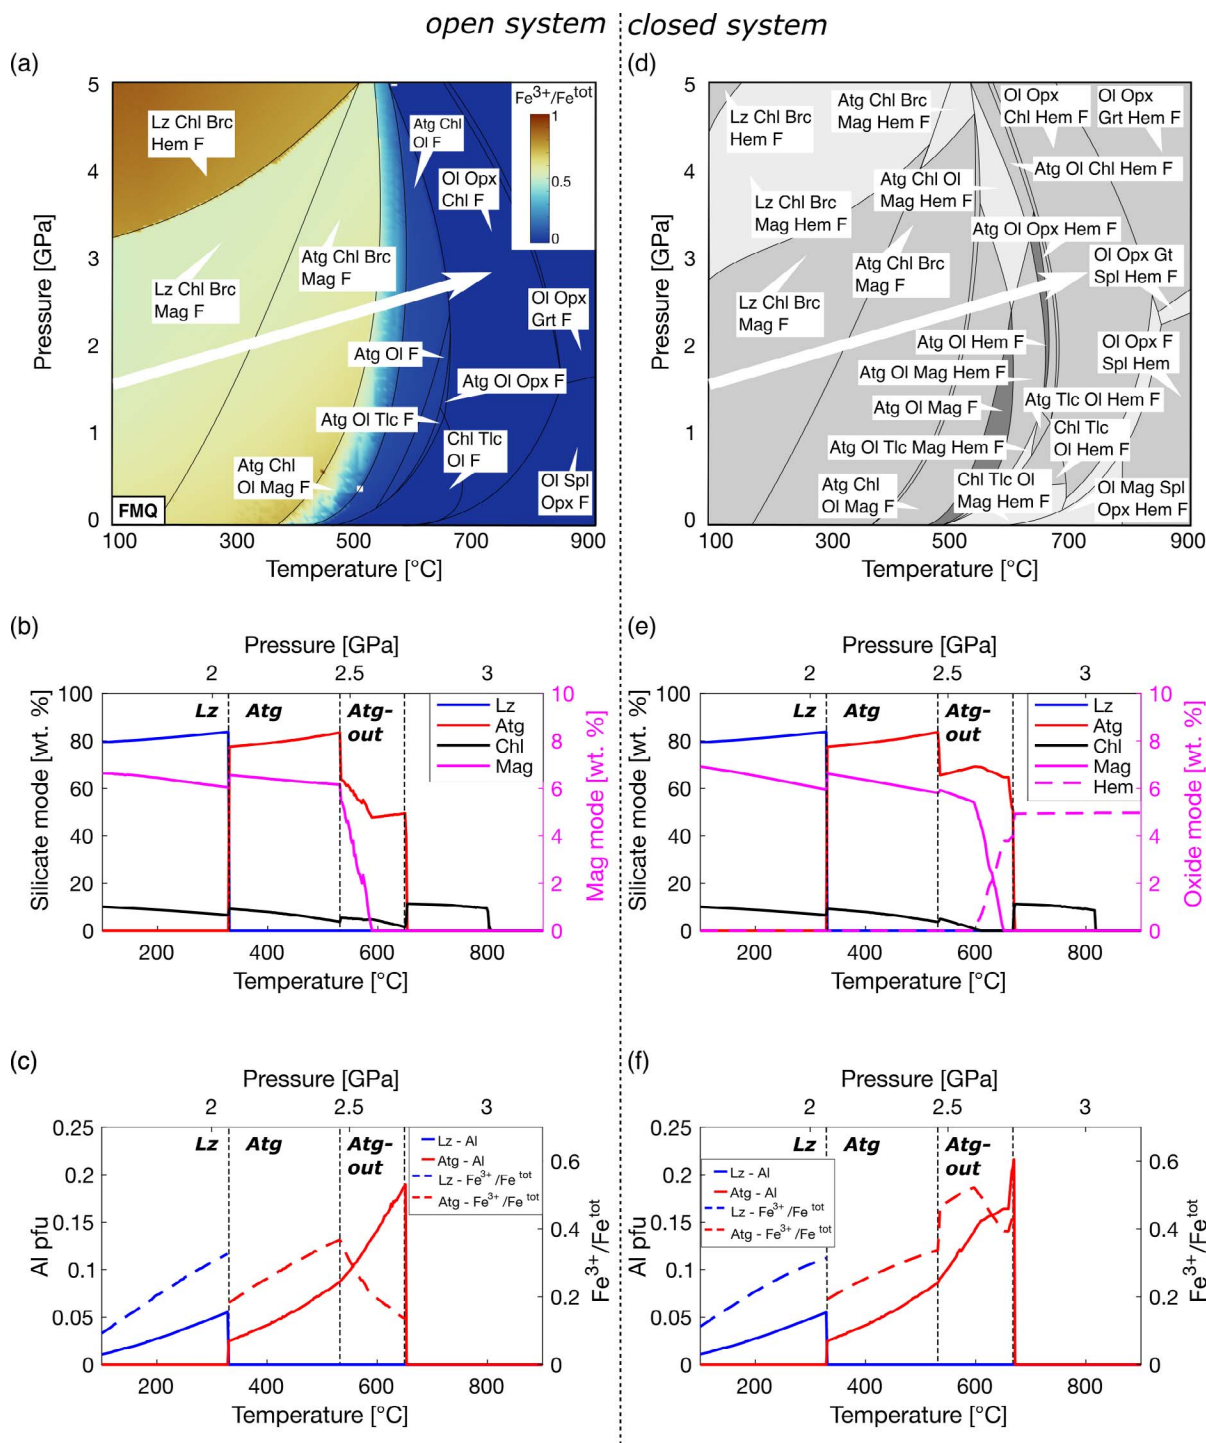 open system
closed system
(a)
Pressure [GPa]
5
4
3
2
1
0
Lz Chl Brc
Hem F
Lz Chl Brc
Mag F
Atg Chl Brc
Mag F
Atg Chl
Ol F
Ol Opx
Chl F
Fe3+/Fetot
1
0.5
0
Ol Opx
Grt F
Atg Ol F
Atg Ol Opx F
Atg Ol Tlc F
Chl Tlc
Ol F
Atg Chl
Ol Mag F
Ol Spl
Opx F
FMQ
100
300
500
700
900
Temperature [°C]
(d)
Pressure [GPa]
5
4
3
2
1
0
Lz Chl Brc
Hem F
Atg Chl Brc
Mag Hem F
Ol Opx
Chl Hem F
Ol Opx
Grt Hem F
Atg Ol Chl Hem F
Lz Chl Brc
Mag Hem F
Atg Chl Ol
Mag Hem F
Atg Ol Opx Hem F
Atg Chl Brc
Mag F
Ol Opx Gt
Spl Hem F
Lz Chl Brc
Mag F
Atg Ol Hem F
Ol Opx F
Spl Hem
Atg Ol Mag Hem F
Atg Tlc Ol Hem F
Atg Ol Mag F
Chl Tlc
Ol Hem F
Atg Ol Tlc Mag Hem F
Atg Chl
Ol Mag F
Chl Tlc Ol
Mag Hem F
Ol Mag Spl
Opx Hem F
100
300
500
700
900
Temperature [°C]
(b)
Pressure [GPa]
2
2.5
3
Silicate mode [wt. %]
100
80
60
40
20
0
Lz
Atg
Atg-
out
Lz
Atg
Chl
Mag
10
8
6
4
2
0
Mag mode [wt. %]
200
400
600
800
Temperature [°C]
(e)
Pressure [GPa]
2
2.5
3
Silicate mode [wt. %]
100
80
60
40
20
0
Lz
Atg
Atg-
out
Lz
Atg
Chl
Mag
Hem
10
8
6
4
2
0
Oxide mode [wt. %]
200
400
600
800
Temperature [°C]
(c)
Pressure [GPa]
2
2.5
3
Al pfu
0.25
0.2
0.15
0.1
0.05
0
Lz
Atg
Atg-
out
Lz - Al
Atg - Al
Lz - Fe3+/Fetot
Atg - Fe3+/Fetot
0.6
0.4
0.2
0
Fe3+/Fetot
200
400
600
800
Temperature [°C]
(f)
Pressure [GPa]
2
2.5
3
Al pfu
0.25
0.2
0.15
0.1
0.05
0
Lz
Atg
Atg-
out
Lz - Al
Atg - Al
Lz - Fe3+/Fetot
Atg - Fe3+/Fetot
0.6
0.4
0.2
0
Fe3+/Fetot
200
400
600
800
Temperature [°C]